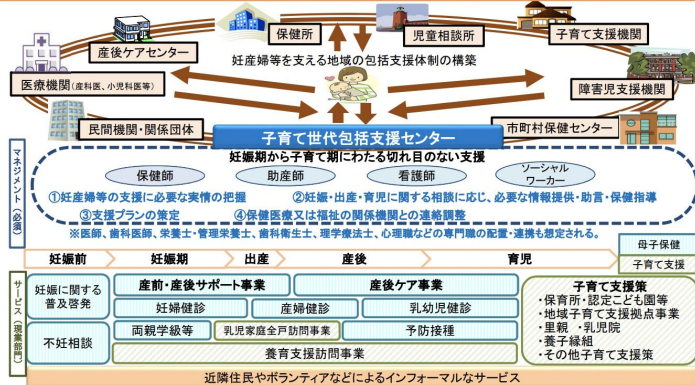 保健所
児童相談所
子育て支援機関
産後ケアセンター
妊産婦等を支える地域の包括支援体制の構築
医療機関(産科医、小児科医等)
障害児支援機関
民間機関・関係団体
子育て世代包括支援センター
市町村保健センター
妊娠期から子育て期にわたる切れ目のない支援
マネジメント(必須)
保健師
助産師
看護師
ソーシャル
ワーカー
①妊産婦等の支援に必要な実情の把握
②妊娠・出産・育児に関する相談に応じ、必要な情報提供・助言・保健指導
③支援プランの策定
④保健医療又は福祉の関係機関との連絡調整
※医師、歯科医師、栄養士・管理栄養士、歯科衛生士、理学療法士、心理職などの専門職の配置・連携も想定される。
母子保健
子育て支援
妊娠前
妊娠期
出産
産後
育児
サービス(現業部門)
妊娠に関する
普及啓発
産前・産後サポート事業
産後ケア事業
子育て支援策
・保育所・認定こども園等
・地域子育て支援拠点事業
・里親 ・乳児院
・養子縁組
・その他子育て支援策
妊婦健診
産婦健診
乳幼児健診
不妊相談
両親学級等
乳児家庭全戸訪問事業
予防接種
養育支援訪問事業
近隣住民やボランティアなどによるインフォーマルなサービス